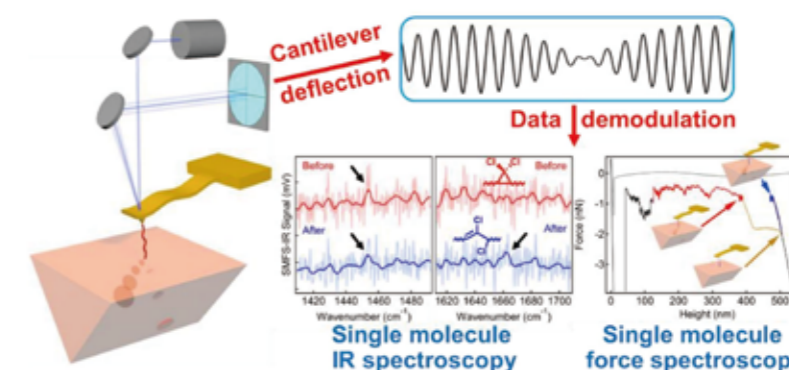 Cantilever
deflection
Data demodulation
Before
Cl Cl
Before
After
Cl
Cl
After
SMFS-IR Signal (mV)
1420 1440 1460 1480
1620 1640 1660 1680 1700
Wavenumber (cm⁻¹)
Wavenumber (cm⁻¹)
Force (nN)
0
-1
-2
-3
0 100 200 300 400 500
Height (nm)
Single molecule
IR spectroscopy
Single molecule
force spectroscop